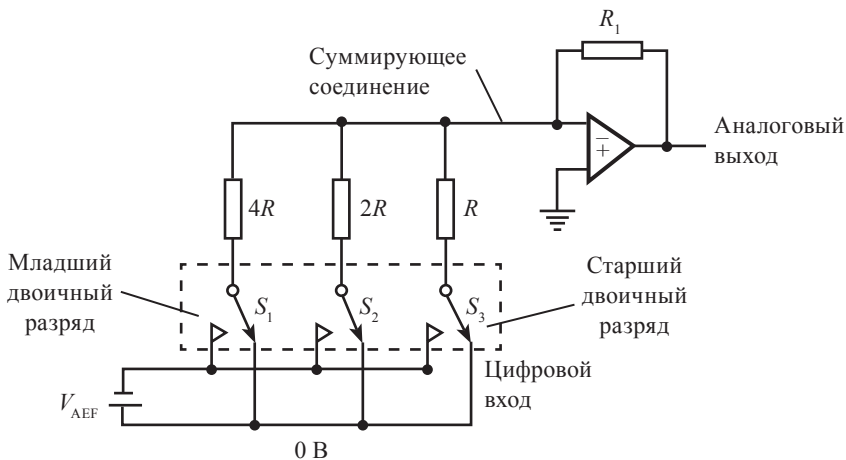 R1
Суммирующее
соединение
Аналоговый
выход
4R
2R
R
Младший
двоичный
разряд
S1
S2
S3
Старший
двоичный
разряд
Цифровой
вход
VAEF
0 В